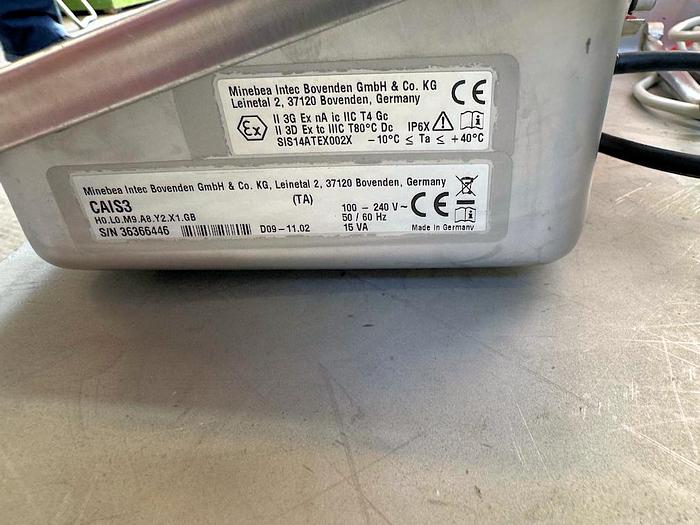 Minebea Intec Bovenden GmbH & Co. KG
Leinetal 2, 37120 Bovenden, Germany
CE
Ex
II 3G Ex nA ic IIC T4 Gc
II 3D Ex tc IIIC T80°C Dc IP6X
SIS14ATEX002X -10°C ≤ Ta ≤ +40°C
Minebea Intec Bovenden GmbH & Co. KG, Leinetal 2, 37120 Bovenden, Germany
CAIS3 (TA)
H0.L0.M9.A8.Y2.X1.GB
100 – 240 V~
50 / 60 Hz
CE
S/N 36366446 D09-11.02 15 VA Made in Germany